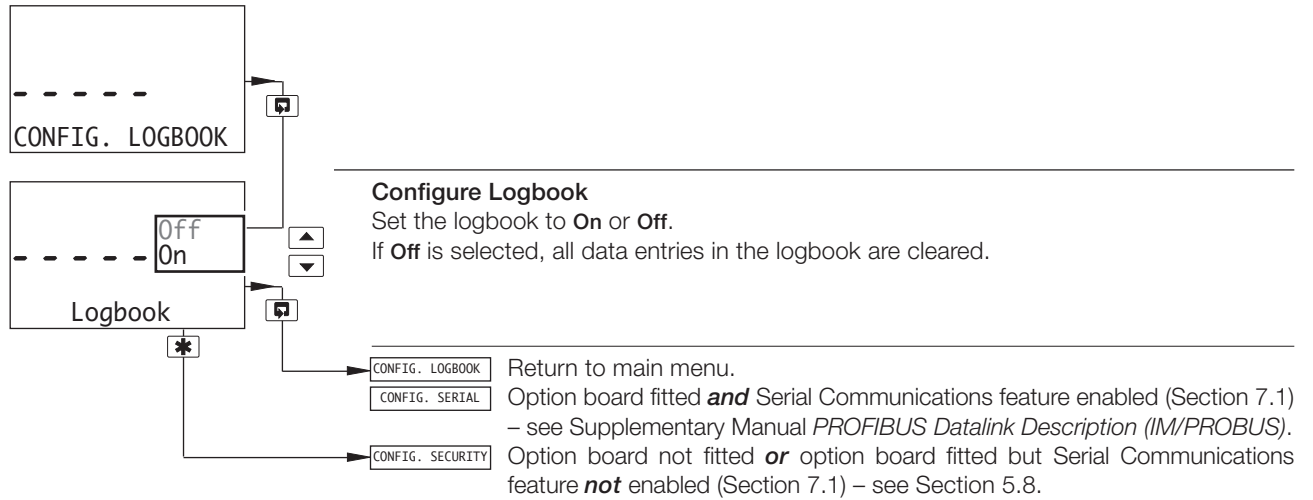 - - - - -
CONFIG. LOGBOOK
Configure Logbook
Set the logbook to On or Off.
If Off is selected, all data entries in the logbook are cleared.
Off
- - - - - On
Logbook
CONFIG. LOGBOOK Return to main menu.
CONFIG. SERIAL Option board fitted and Serial Communications feature enabled (Section 7.1)
– see Supplementary Manual PROFIBUS Datalink Description (IM/PROBUS).
CONFIG. SECURITY Option board not fitted or option board fitted but Serial Communications
feature not enabled (Section 7.1) – see Section 5.8.